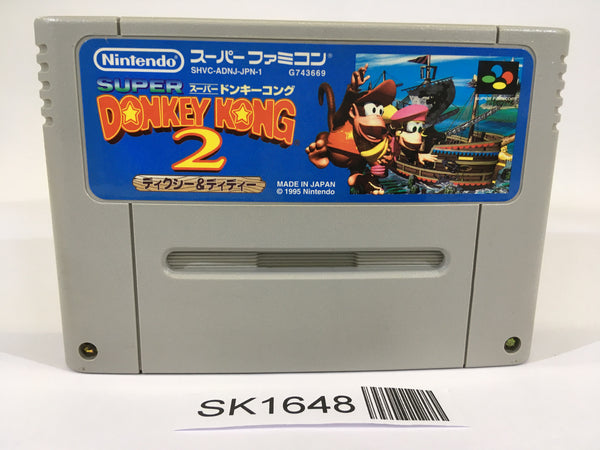 Nintendo スーパーファミコン
SHVC-ADNJ-JPN-1 G743669
SUPER スーパードンキーコング
DONKEY KONG
2
ディクシー&ディディー
MADE IN JAPAN
© 1995 Nintendo
SUPER FAMICOM
SK1648